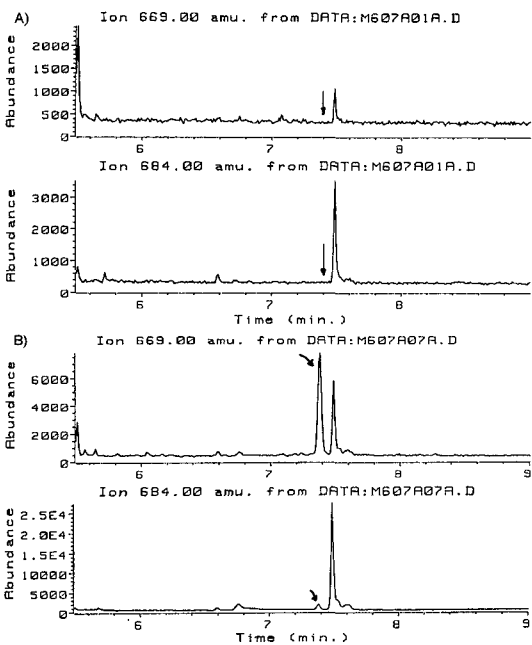 A) Ion 669.00 amu. from DATA:M607A01A.D
Abundance
2000
1500
1000
500
0
6 7 8
Ion 684.00 amu. from DATA:M607A01A.D
Abundance
3000
2000
1000
0
6 7 8
Time (min.)
B) Ion 669.00 amu. from DATA:M607A07A.D
Abundance
6000
4000
2000
0
6 7 8 9
Ion 684.00 amu. from DATA:M607A07A.D
Abundance
2.5E4
2.0E4
1.5E4
10000
5000
0
6 7 8 9
Time (min.)